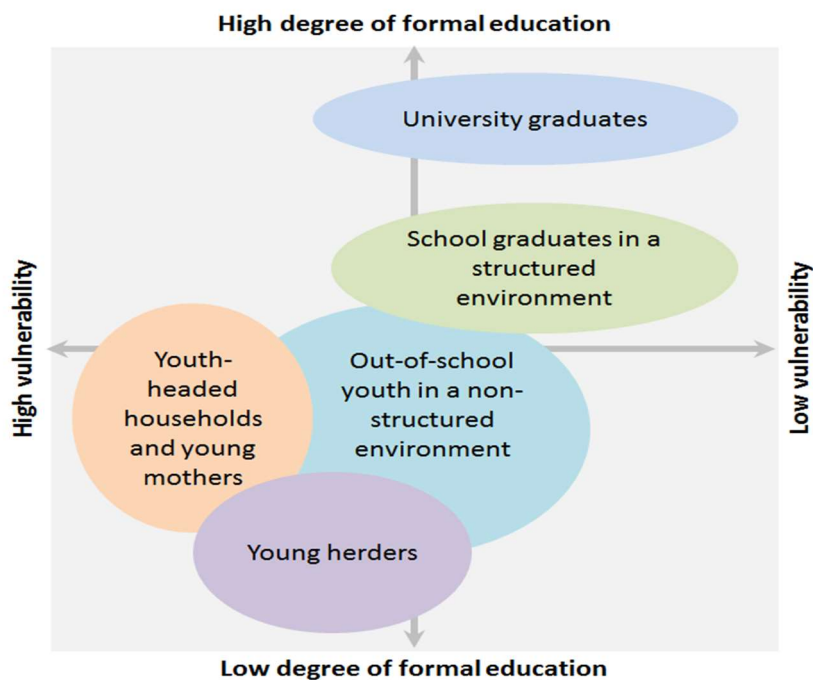 High degree of formal education
University graduates
School graduates in a
structured
environment
High vulnerability
Low vulnerability
Youth-
headed
households
and young
mothers
Out-of-school
youth in a non-
structured
environment
Young herders
Low degree of formal education